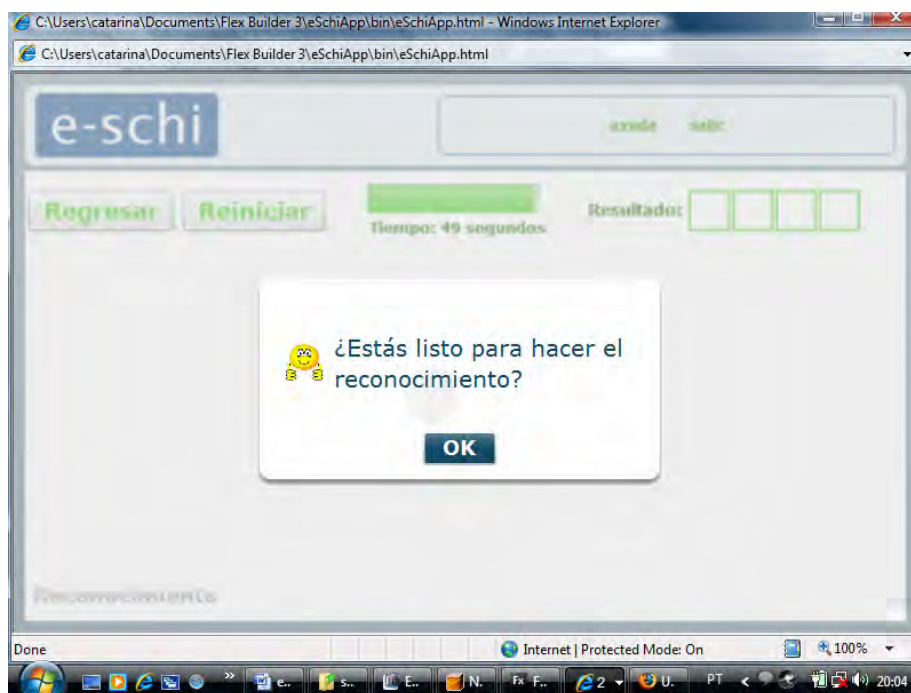 C:\Users\catarina\Documents\Flex Builder 3\eSchiApp\bin\eSchiApp.html - Windows Internet Explorer
C:\Users\catarina\Documents\Flex Builder 3\eSchiApp\bin\eSchiApp.html
e-schi
ayuda salir
Regresar Reiniciar Tiempo: 49 segundos Resultado:
¿Estás listo para hacer el
reconocimiento?
OK
Reconocimiento
Done Internet | Protected Mode: On 100%
e.. s.. E.. N. Fx F.. 2 U. PT 20:04